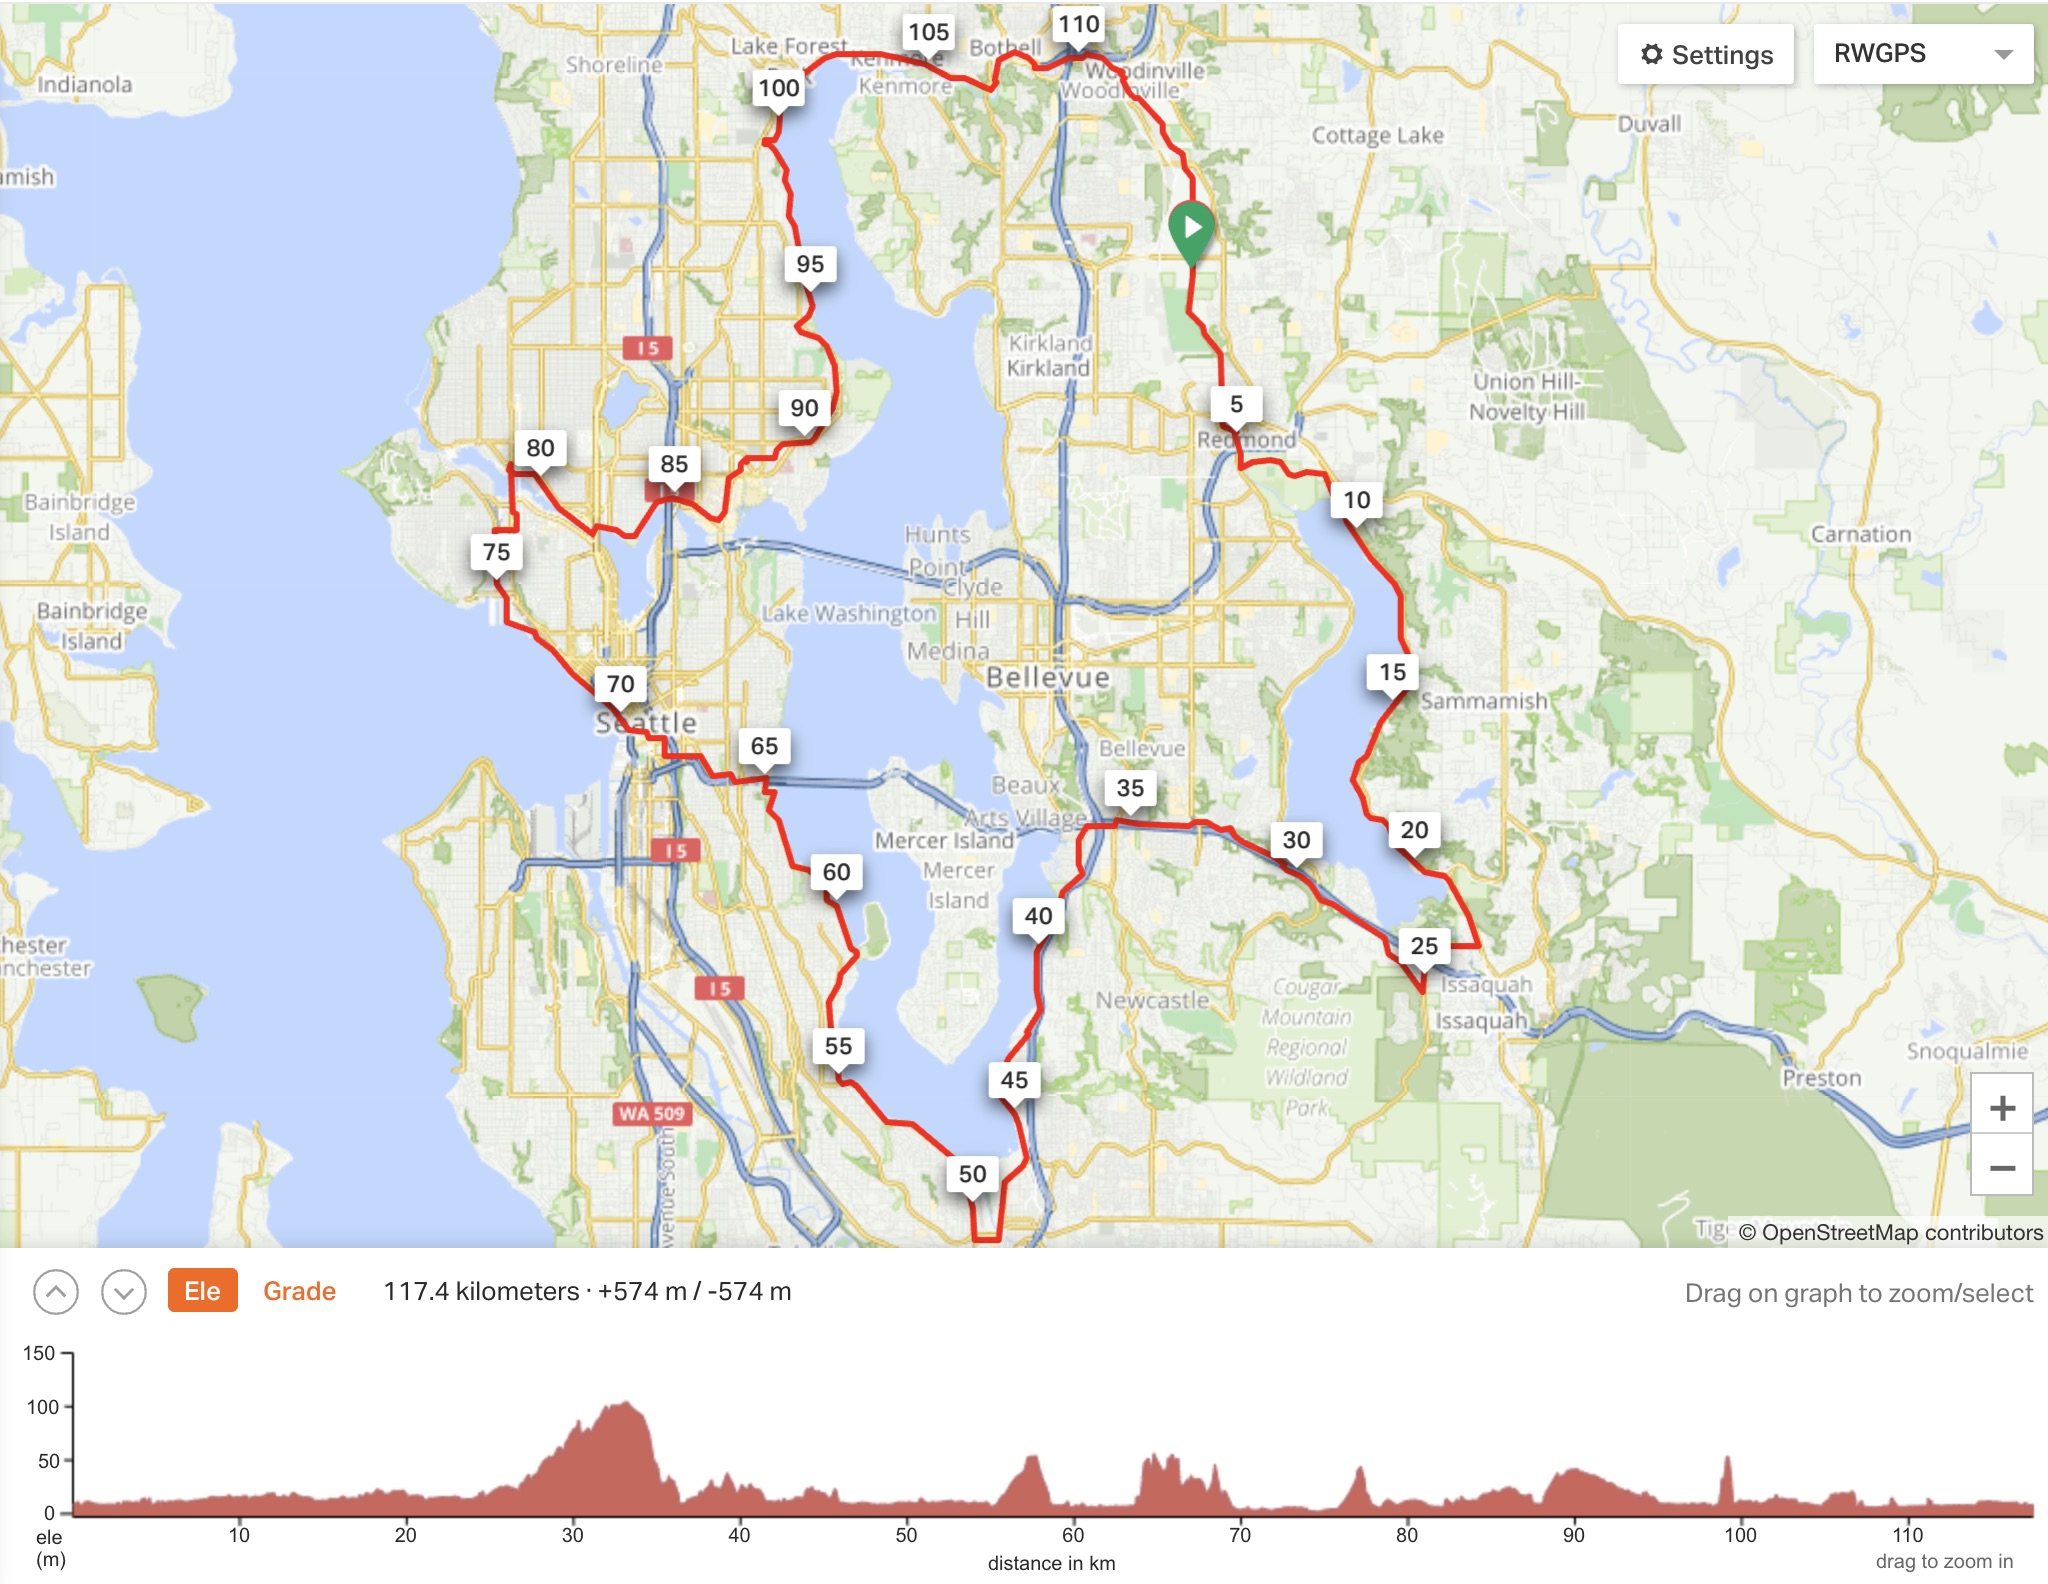 Indianola
Shoreline
Lake Forest
105
Bothell
110
Kenmore
Kenmore
100
Woodinville
Woodinville
Settings
RWGPS
Cottage Lake
Duvall
amish
95
I 5
Kirkland
Kirkland
90
5
Redmond
Union Hill-
Novelty Hill
80
85
10
Bainbridge
Island
75
Hunts
Point
Clyde
Hill
Lake Washington
Medina
Carnation
Bainbridge
Island
70
Seattle
Bellevue
15
Sammamish
65
Bellevue
Beaux
Arts Village
35
Mercer Island
Mercer
Island
I 5
60
30
20
40
25
hester
nchester
I 5
Newcastle
Cougar
Mountain
Regional
Wildland
Park
Issaquah
Issaquah
55
45
Snoqualmie
Preston
WA 509
Avenue South
50
+
−
© OpenStreetMap contributors
Ele
Grade
117.4 kilometers · +574 m / -574 m
Drag on graph to zoom/select
150
100
50
0
ele
(m)
10 20 30 40 50 60 70 80 90 100 110
distance in km
drag to zoom in